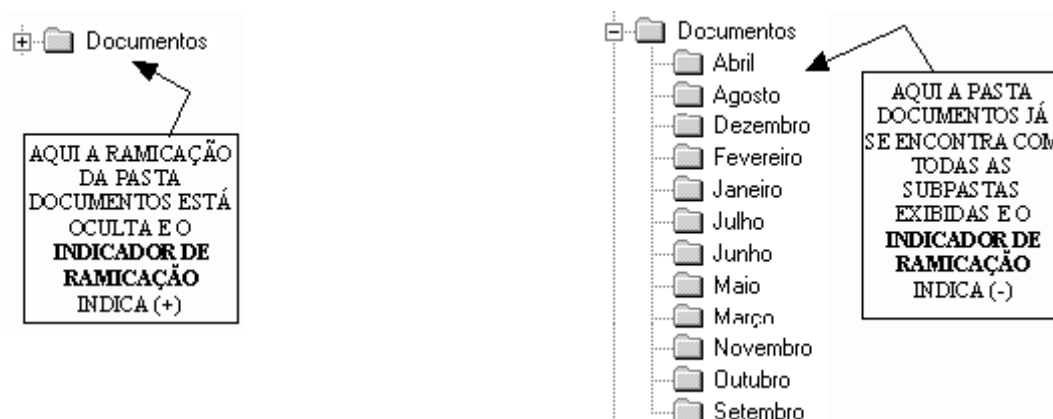 Documentos
AQUI A RAMICAÇÃO
DA PASTA
DOCUMENTOS ESTÁ
OCULTA E O
INDICADOR DE
RAMICAÇÃO
INDICA (+)
Documentos
Abril
Agosto
Dezembro
Fevereiro
Janeiro
Julho
Junho
Maio
Março
Novembro
Outubro
Setembro
AQUI A PASTA
DOCUMENTOS JÁ
SE ENCONTRA COM
TODAS AS
SUBPASTAS
EXIBIDAS E O
INDICADOR DE
RAMICAÇÃO
INDICA (-)